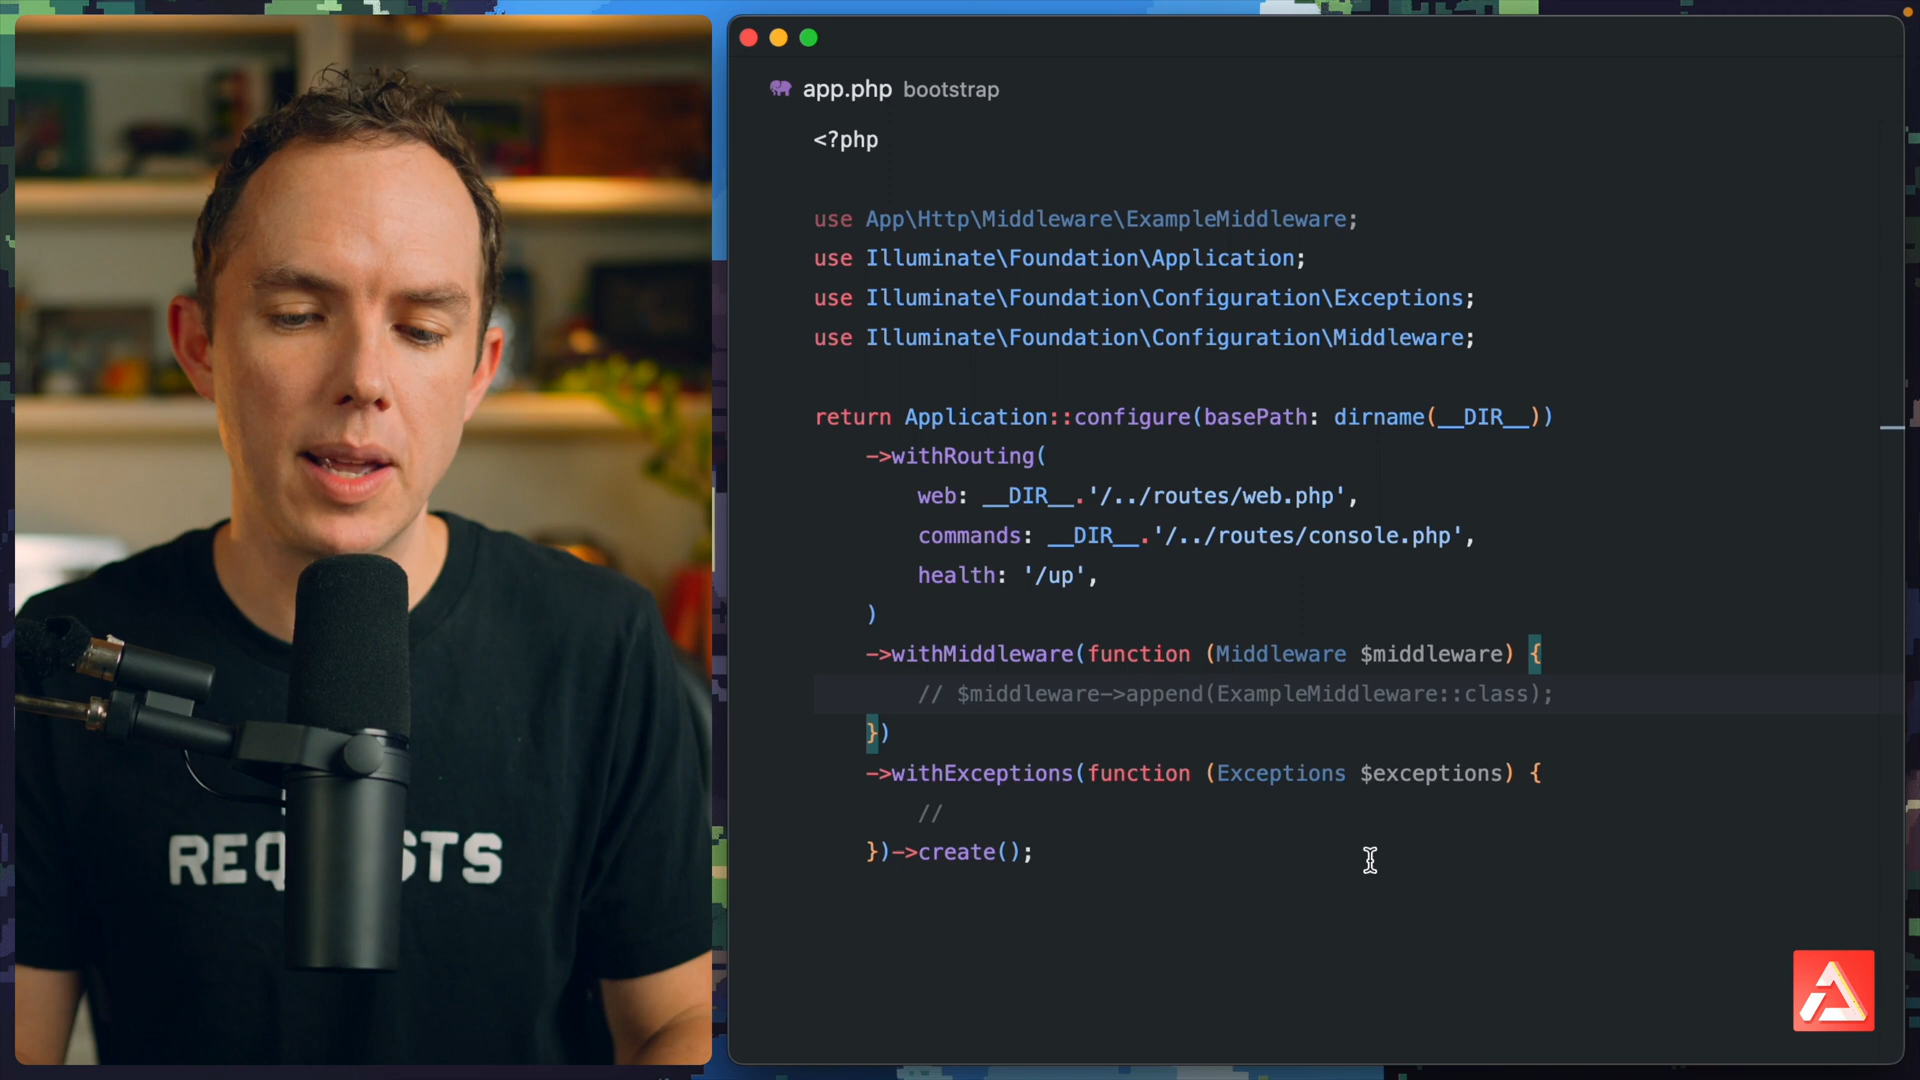 app.php bootstrap
<?php
use App\Http\Middleware\ExampleMiddleware;
use Illuminate\Foundation\Application;
use Illuminate\Foundation\Configuration\Exceptions;
use Illuminate\Foundation\Configuration\Middleware;
return Application::configure(basePath: dirname(__DIR__))
->withRouting(
web: __DIR__.'/../routes/web.php',
commands: __DIR__.'/../routes/console.php',
health: '/up',
)
->withMiddleware(function (Middleware $middleware) {
// $middleware->append(ExampleMiddleware::class);
})
->withExceptions(function (Exceptions $exceptions) {
//
})->create();